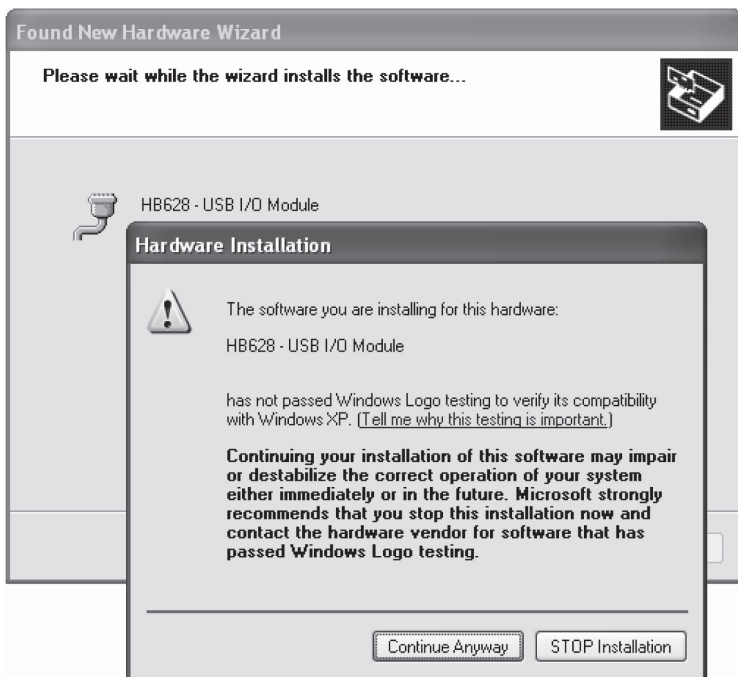 Found New Hardware Wizard
Please wait while the wizard installs the software...
HB628 - USB I/O Module
Hardware Installation
The software you are installing for this hardware:
HB628 - USB I/O Module
has not passed Windows Logo testing to verify its compatibility
with Windows XP. (Tell me why this testing is important.)
Continuing your installation of this software may impair
or destabilize the correct operation of your system
either immediately or in the future. Microsoft strongly
recommends that you stop this installation now and
contact the hardware vendor for software that has
passed Windows Logo testing.
Continue Anyway
STOP Installation